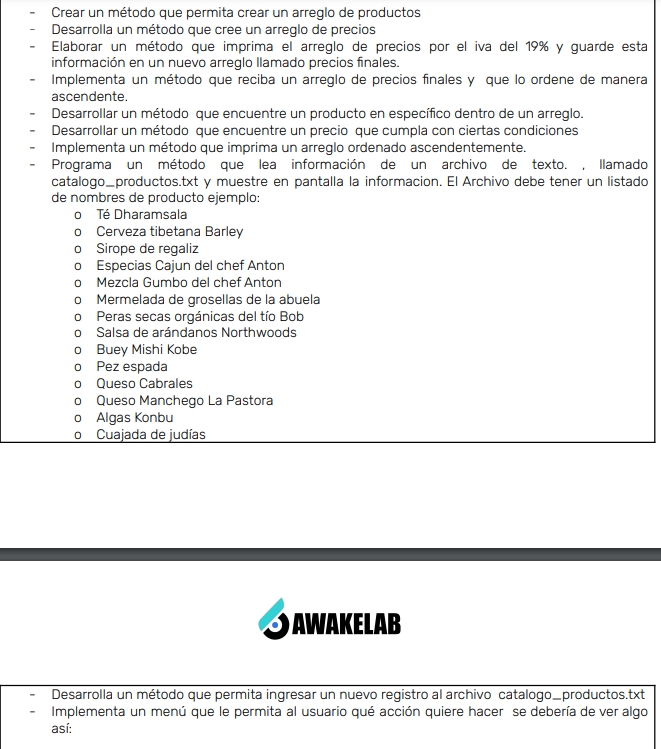 - Crear un método que permita crear un arreglo de productos
- Desarrolla un método que cree un arreglo de precios
- Elaborar un método que imprima el arreglo de precios por el iva del 19% y guarde esta
información en un nuevo arreglo llamado precios finales.
- Implementa un método que reciba un arreglo de precios finales y que lo ordene de manera
ascendente.
- Desarrollar un método que encuentre un producto en específico dentro de un arreglo.
- Desarrollar un método que encuentre un precio que cumpla con ciertas condiciones
- Implementa un método que imprima un arreglo ordenado ascendentemente.
- Programa un método que lea información de un archivo de texto. , llamado
catalogo_productos.txt y muestre en pantalla la informacion. El Archivo debe tener un listado
de nombres de producto ejemplo:
o Té Dharamsala
o Cerveza tibetana Barley
o Sirope de regaliz
o Especias Cajun del chef Anton
o Mezcla Gumbo del chef Anton
o Mermelada de grosellas de la abuela
o Peras secas orgánicas del tío Bob
o Salsa de arándanos Northwoods
o Buey Mishi Kobe
o Pez espada
o Queso Cabrales
o Queso Manchego La Pastora
o Algas Konbu
o Cuajada de judías
AWAKELAB
- Desarrolla un método que permita ingresar un nuevo registro al archivo catalogo_productos.txt
- Implementa un menú que le permita al usuario qué acción quiere hacer se debería de ver algo
así: